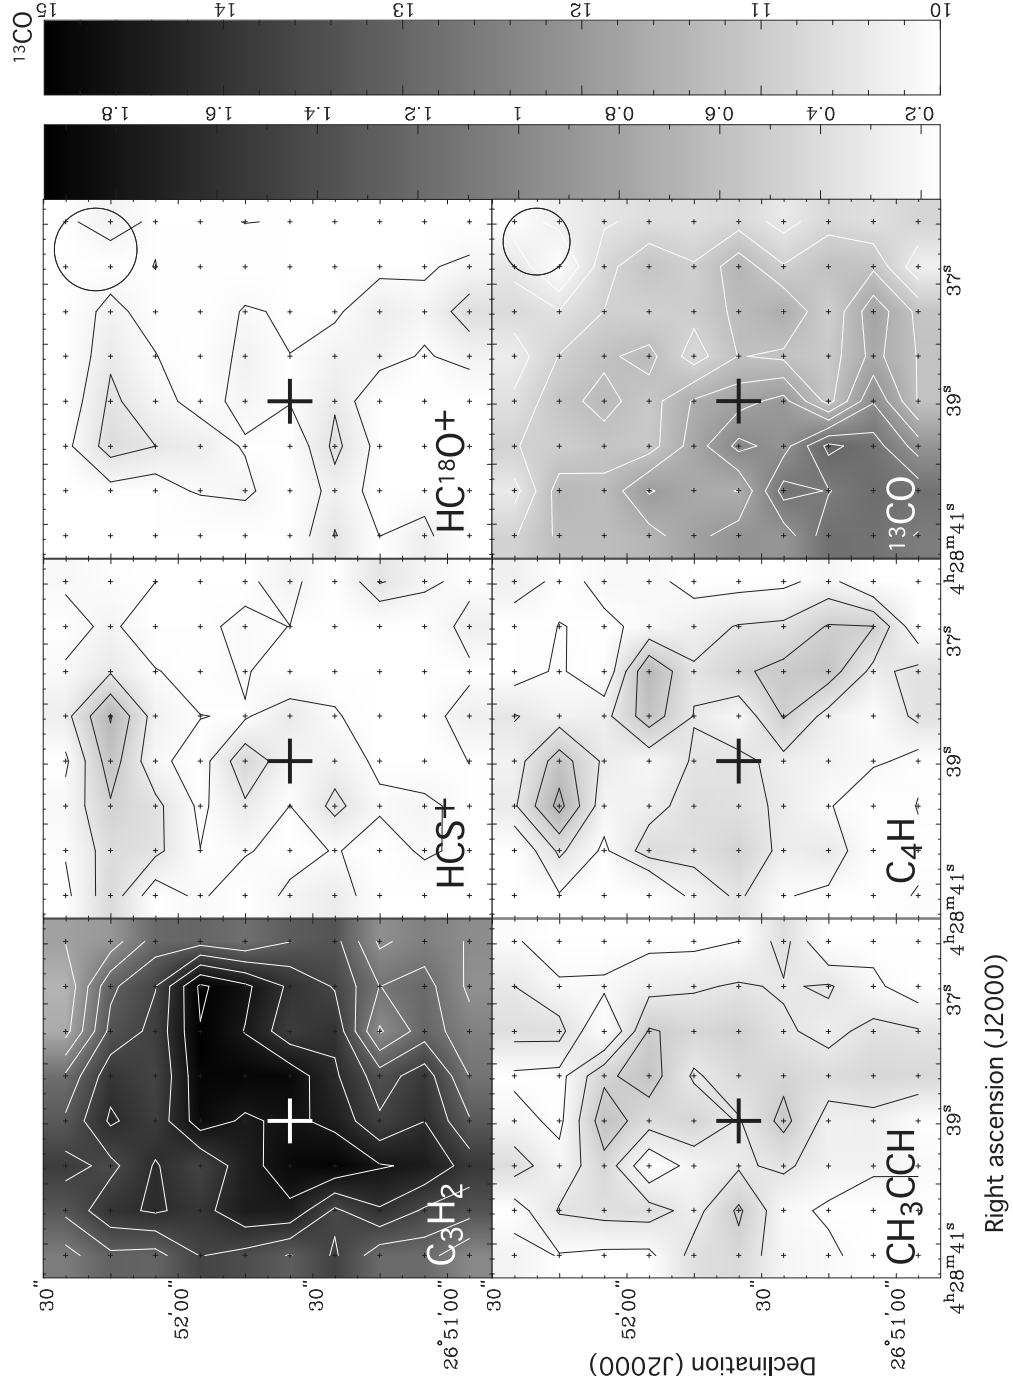 ¹³CO
15 14 13 12 11 10
1.8 1.6 1.4 1.2 1 0.8 0.6 0.4 0.2
HC¹⁸O⁺
¹³CO
HCS⁺
C₄H
C₃H₂
CH₃CCH
30″ 52′00″ 30″ 26°51′00″
30″ 52′00″ 30″ 26°51′00″
Declination (J2000)
4ʰ28ᵐ41ˢ 39ˢ 37ˢ
4ʰ28ᵐ41ˢ 39ˢ 37ˢ
4ʰ28ᵐ41ˢ 39ˢ 37ˢ
Right ascension (J2000)